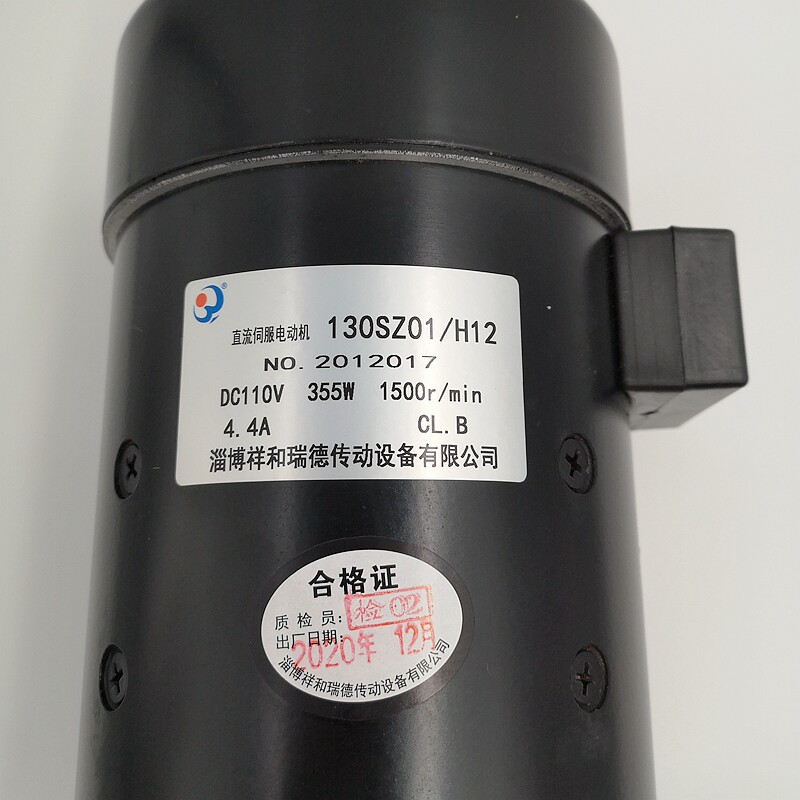 ®
直流伺服电动机 130SZ01/H12
NO. 2012017
DC110V 355W 1500r/min
4.4A CL.B
淄博祥和瑞德传动设备有限公司
合格证
质检员: 检02
出厂日期: 2020年 12月
淄博祥和瑞德传动设备有限公司